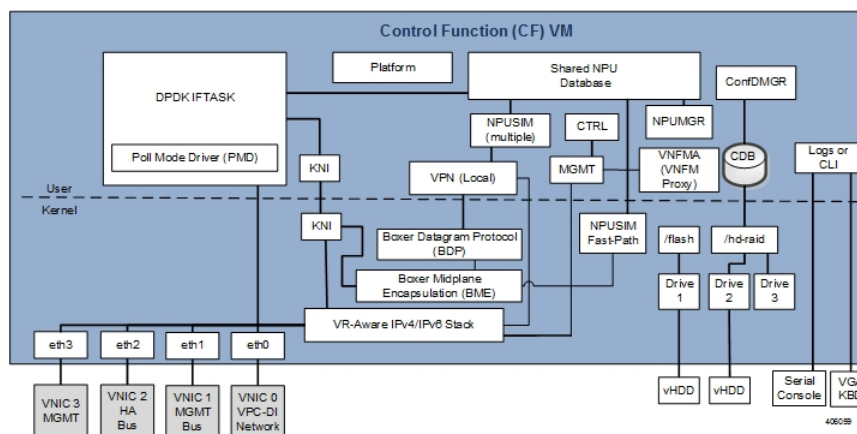 Control Function (CF) VM
DPDK IFTASK
Poll Mode Driver (PMD)
Platform
Shared NPU
Database
ConfDMGR
NPUSIM
(multiple)
CTRL
NPUMGR
KNI
VPN (Local)
MGMT
VNFMA
(VNFM
Proxy)
CDB
Logs or
CLI
User
Kernel
KNI
Boxer Datagram Protocol
(BDP)
NPUSIM
Fast-Path
/flash
/hd-raid
Boxer Midplane
Encapsulation (BME)
Drive
1
Drive
2
Drive
3
VR-Aware IPv4/IPv6 Stack
eth3
eth2
eth1
eth0
VNIC 3
MGMT
VNIC 2
HA
Bus
VNIC 1
MGMT
Bus
VNIC 0
VPC-DI
Network
vHDD
vHDD
Serial
Console
VGA
KBD
406059